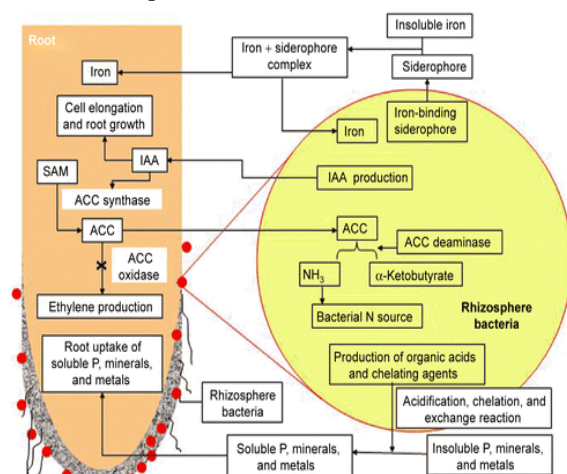 Root
Insoluble iron
Iron + siderophore
complex
Siderophore
Iron
Cell elongation
and root growth
Iron
Iron-binding
siderophore
IAA
SAM
IAA production
ACC synthase
ACC
ACC
ACC deaminase
ACC
oxidase
NH3
α-Ketobutyrate
Ethylene production
Bacterial N source
Rhizosphere
bacteria
Root uptake of
soluble P, minerals,
and metals
Production of organic acids
and chelating agents
Rhizosphere
bacteria
Acidification, chelation, and
exchange reaction
Soluble P, minerals,
and metals
Insoluble P, minerals,
and metals